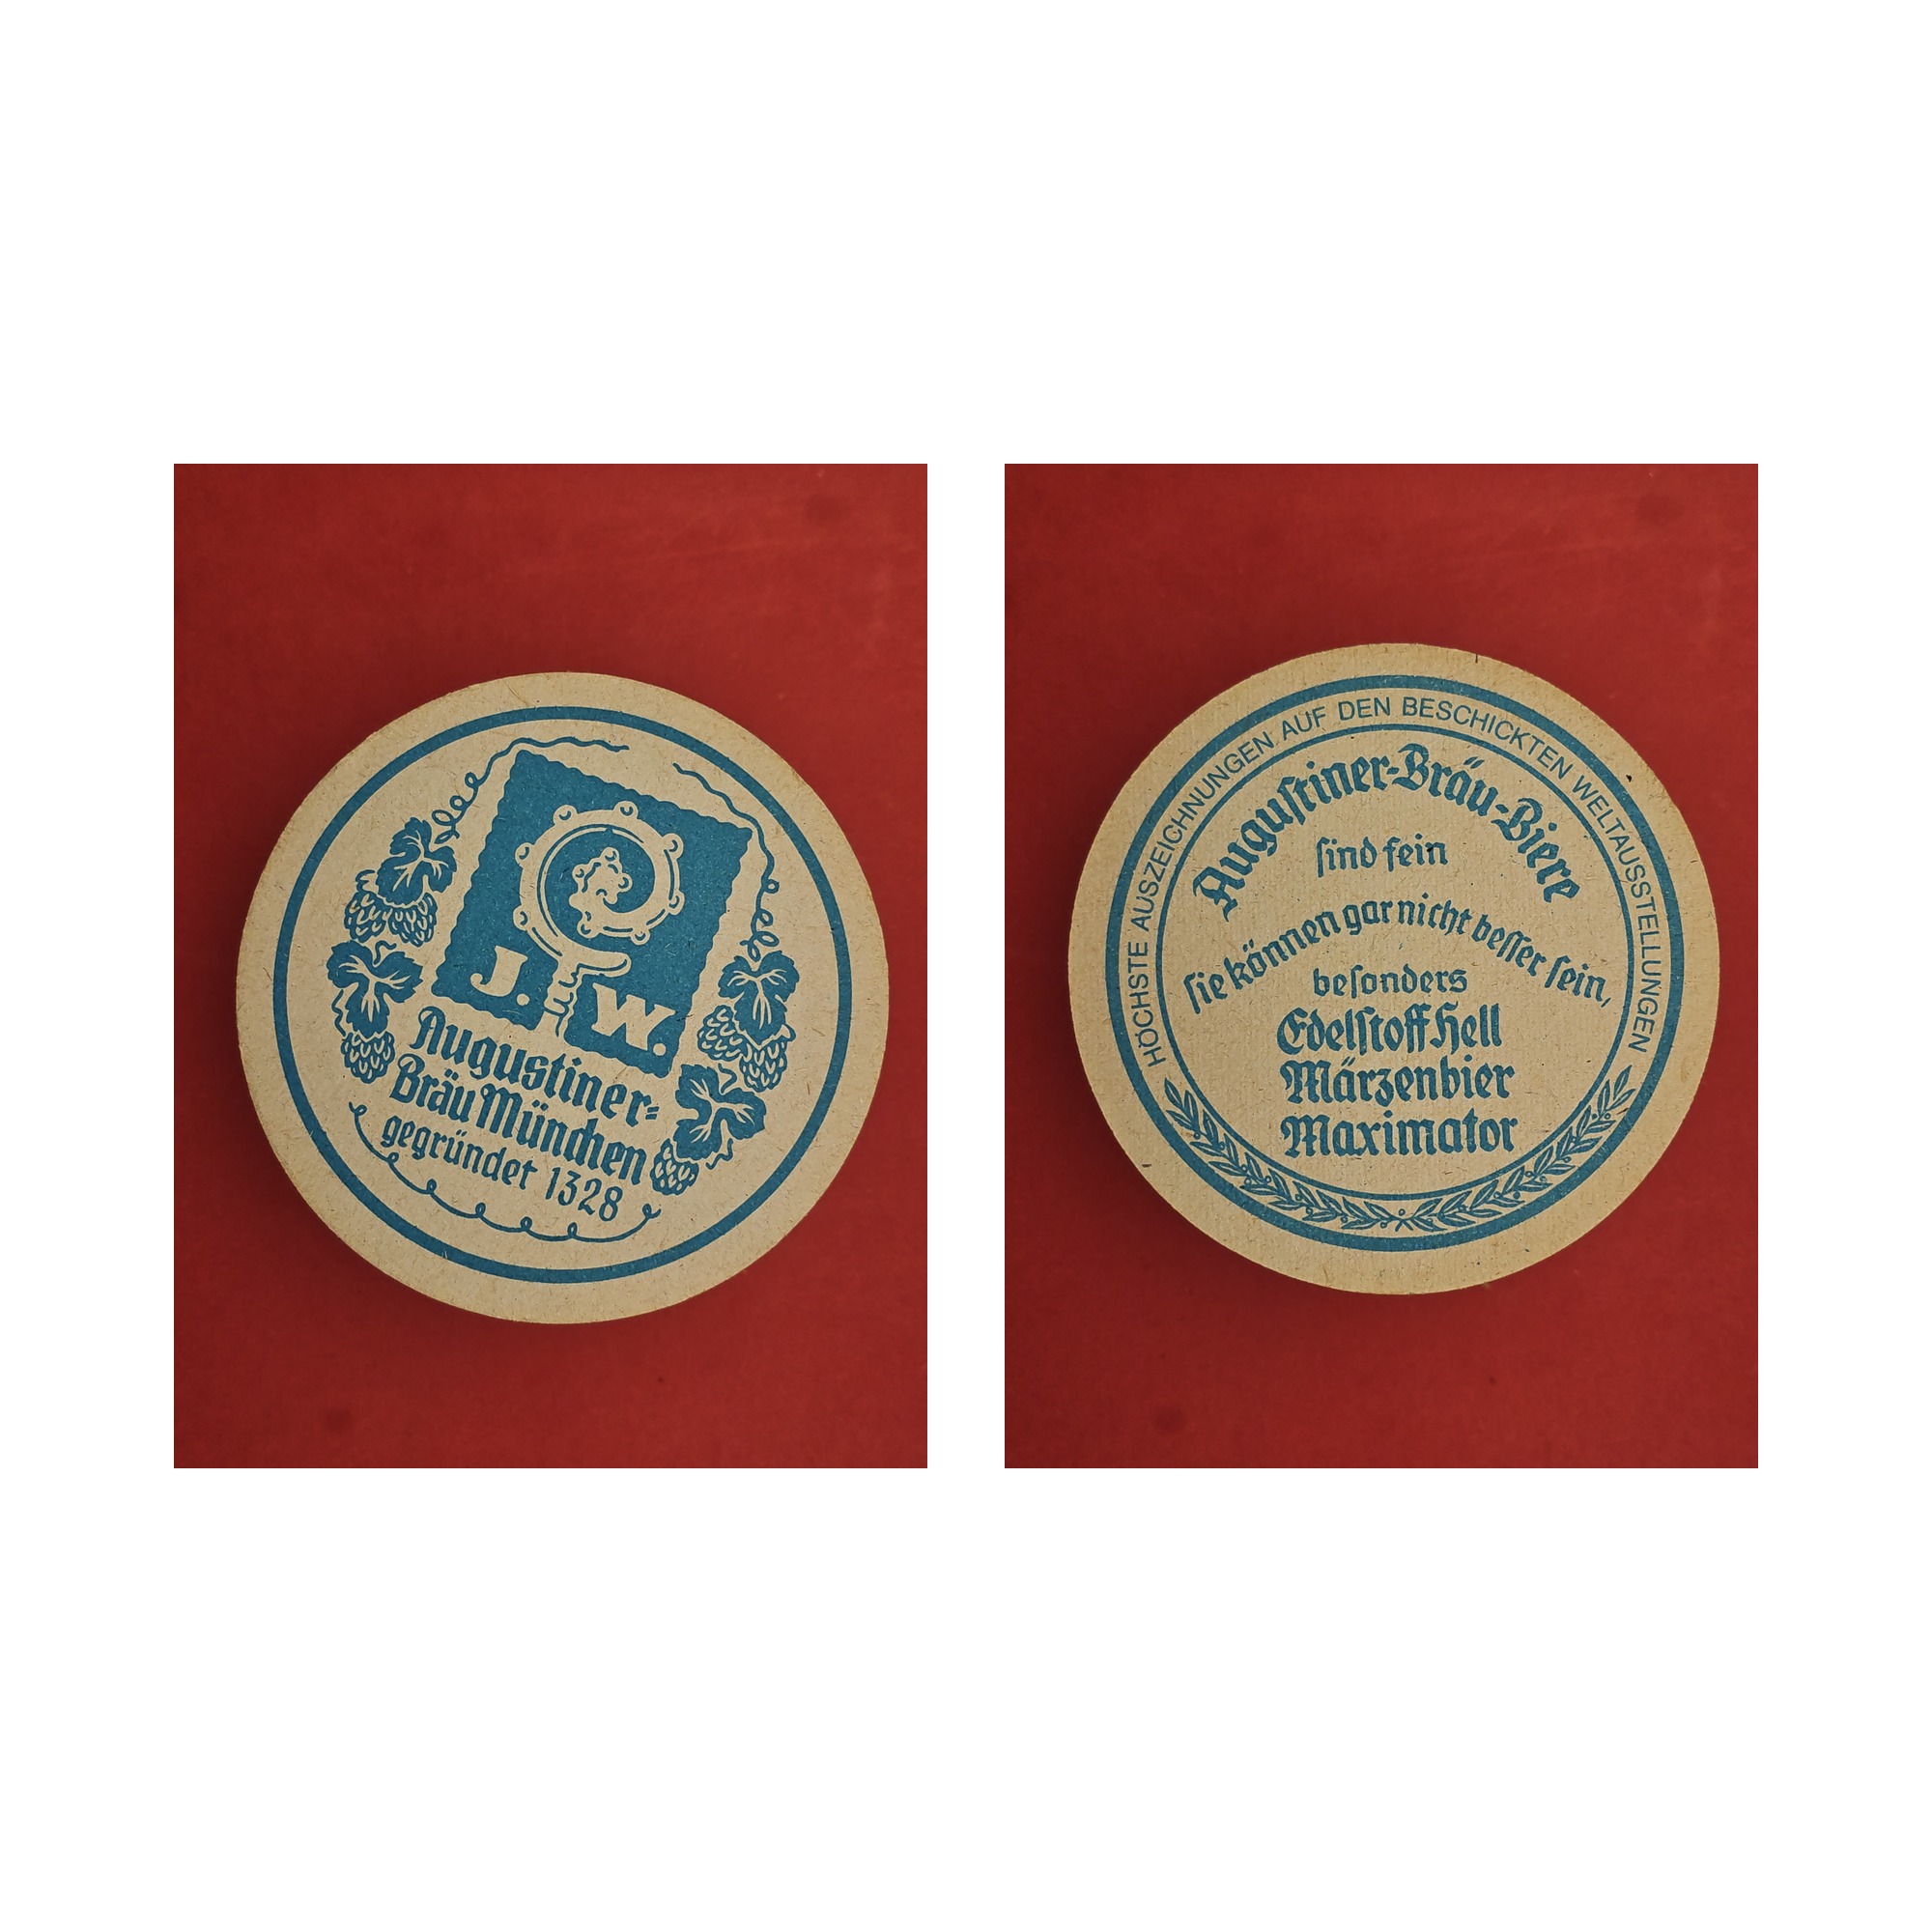 J. W.
Augustiner-
Bräu München
gegründet 1328
HÖCHSTE AUSZEICHNUNGEN AUF DEN BESCHICKTEN WELTAUSSTELLUNGEN
Auguſtiner-Bräu-Biere
ſind fein
ſie können gar nicht beſſer ſein,
beſonders
Edelſtoff Hell
Märzenbier
Maximator